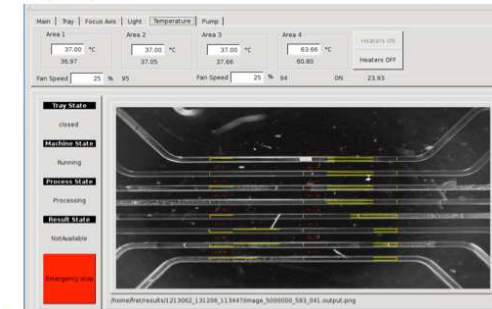 Main Tray Focus Axis Light Temperature Pump
Area 1 Area 2 Area 3 Area 4
37.00 °C 37.00 °C 37.00 °C 63.66 °C Heaters ON
36.97 37.05 37.66 60.80 Heaters OFF
Fan Speed 25 % 95 Fan Speed 25 % 94 ON 23.93
Tray State
closed
Machine State
Running
Process State
Processing
Result State
NotAvailable
Emergency stop
/home/fret/results/1213062_131206_113447/image_5000000_593_041.output.png